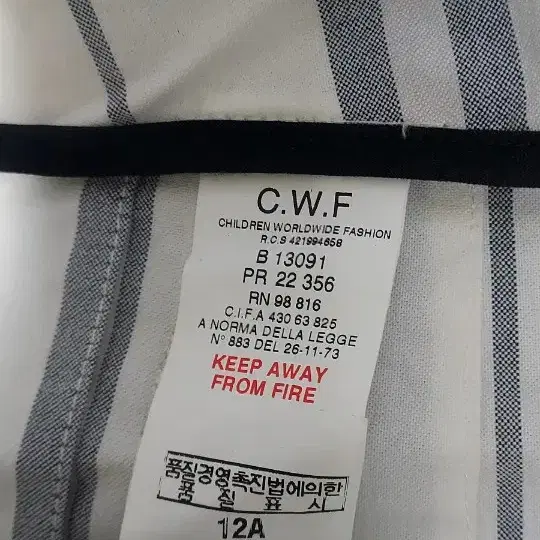 C.W.F
CHILDREN WORLDWIDE FASHION
R.C.S 421994658
B 13091
PR 22 356
RN 98 816
C.I.F.A 430 63 825
A NORMA DELLA LEGGE
N° 883 DEL 26-11-73
KEEP AWAY
FROM FIRE
품질경영촉진법에의한
품 질 표 시
12A